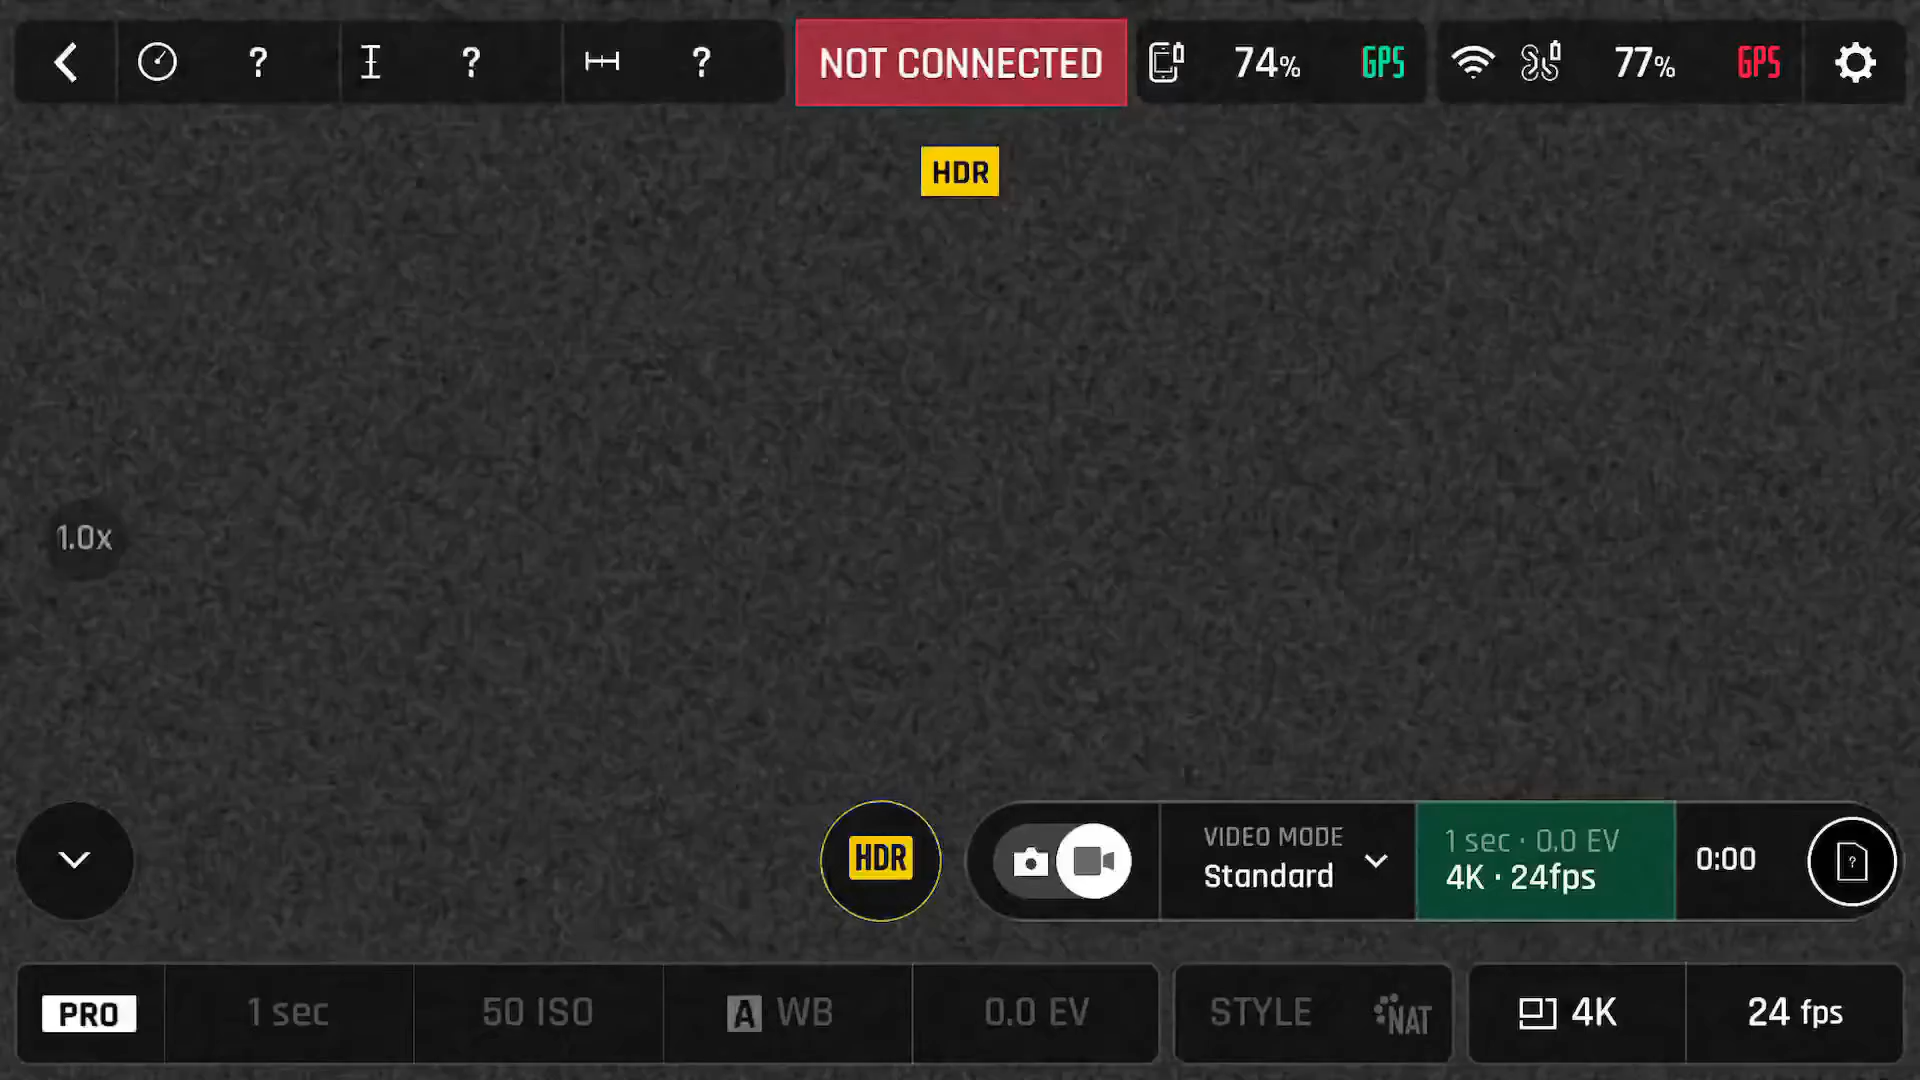 ? ? ? NOT CONNECTED 74% GPS 77% GPS
HDR
1.0x
HDR
VIDEO MODE
Standard
1 sec · 0.0 EV
4K · 24fps
0:00
?
PRO 1 sec 50 ISO A WB 0.0 EV STYLE NAT 4K 24 fps